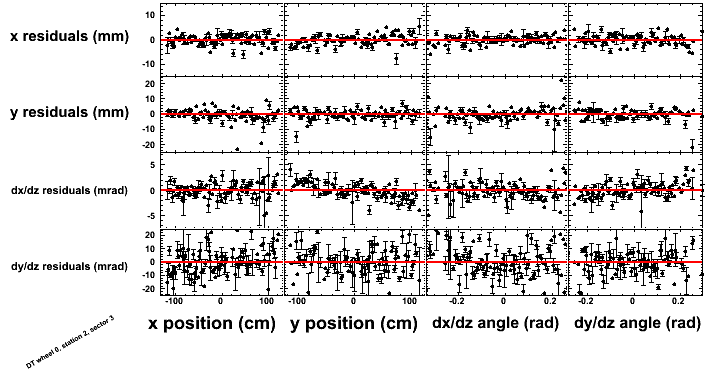 x residuals (mm)
10
0
-10
y residuals (mm)
20
10
0
-10
-20
dx/dz residuals (mrad)
5
0
-5
dy/dz residuals (mrad)
20
10
0
-10
-20
-100 0 100 -100 0 100 -0.2 0 0.2 -0.2 0 0.2
x position (cm) y position (cm) dx/dz angle (rad) dy/dz angle (rad)
DT wheel 0, station 2, sector 3